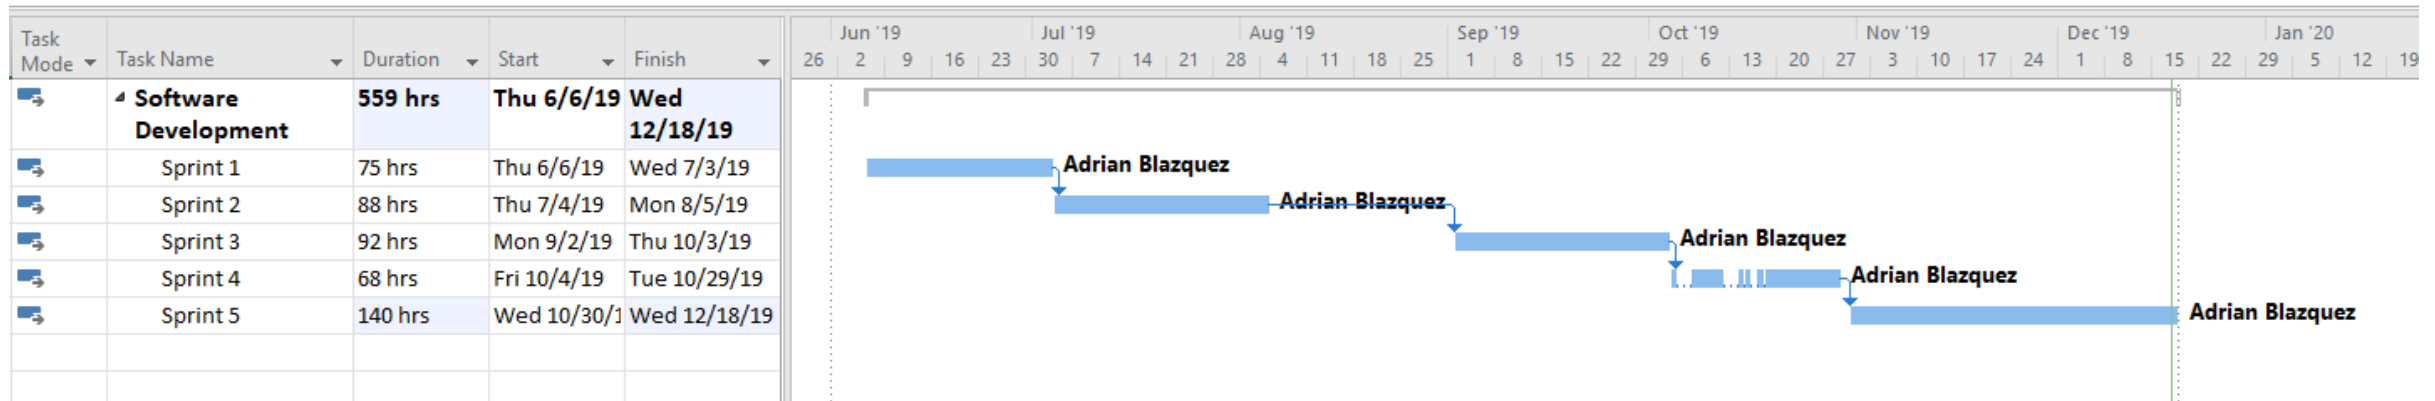 Task
Mode
Task Name
Duration
Start
Finish
Jun '19
Jul '19
Aug '19
Sep '19
Oct '19
Nov '19
Dec '19
Jan '20
26 2 9 16 23 30 7 14 21 28 4 11 18 25 1 8 15 22 29 6 13 20 27 3 10 17 24 1 8 15 22 29 5 12 19
Software
Development
559 hrs
Thu 6/6/19
Wed
12/18/19
Sprint 1 75 hrs Thu 6/6/19 Wed 7/3/19 Adrian Blazquez
Sprint 2 88 hrs Thu 7/4/19 Mon 8/5/19 Adrian Blazquez
Sprint 3 92 hrs Mon 9/2/19 Thu 10/3/19 Adrian Blazquez
Sprint 4 68 hrs Fri 10/4/19 Tue 10/29/19 Adrian Blazquez
Sprint 5 140 hrs Wed 10/30/1 Wed 12/18/19 Adrian Blazquez